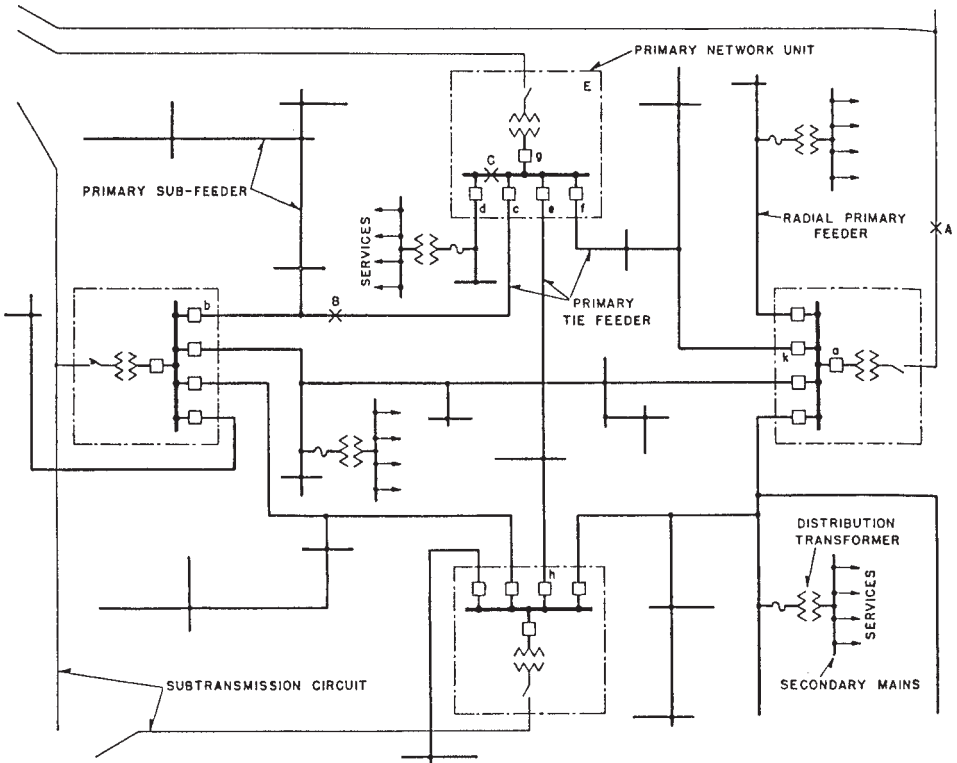 PRIMARY NETWORK UNIT
E
g
C
d
c
e
f
PRIMARY SUB-FEEDER
SERVICES
RADIAL PRIMARY
FEEDER
A
b
B
PRIMARY
TIE FEEDER
k
a
DISTRIBUTION
TRANSFORMER
h
SERVICES
SUBTRANSMISSION CIRCUIT
SECONDARY MAINS